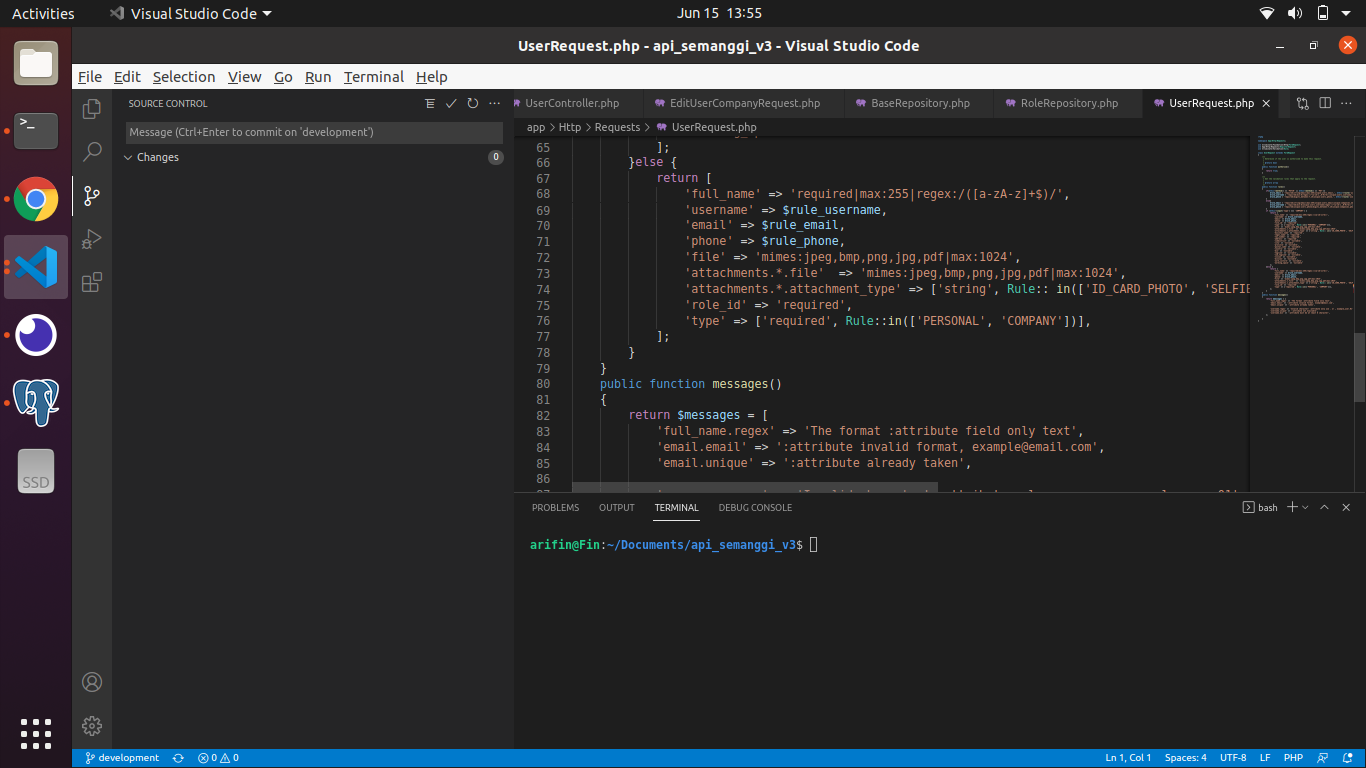 Activities Visual Studio Code Jun 15 13:55
UserRequest.php - api_semanggi_v3 - Visual Studio Code
File Edit Selection View Go Run Terminal Help
SOURCE CONTROL
Message (Ctrl+Enter to commit on 'development')
Changes 0
UserController.php EditUserCompanyRequest.php BaseRepository.php RoleRepository.php UserRequest.php
app > Http > Requests > UserRequest.php
65 ];
66 }else {
67 return [
68 'full_name' => 'required|max:255|regex:/([a-zA-z]+$)/',
69 'username' => $rule_username,
70 'email' => $rule_email,
71 'phone' => $rule_phone,
72 'file' => 'mimes:jpeg,bmp,png,jpg,pdf|max:1024',
73 'attachments.*.file'  => 'mimes:jpeg,bmp,png,jpg,pdf|max:1024',
74 'attachments.*.attachment_type' => ['string', Rule:: in(['ID_CARD_PHOTO', 'SELFIE
75 'role_id' => 'required',
76 'type' => ['required', Rule::in(['PERSONAL', 'COMPANY'])],
77 ];
78 }
79 }
80 public function messages()
81 {
82 return $messages = [
83 'full_name.regex' => 'The format :attribute field only text',
84 'email.email' => ':attribute invalid format, example@email.com',
85 'email.unique' => ':attribute already taken',
86
PROBLEMS OUTPUT TERMINAL DEBUG CONSOLE bash
arifin@Fin:~/Documents/api_semanggi_v3$
SSD
development 0 0 Ln 1, Col 1 Spaces: 4 UTF-8 LF PHP